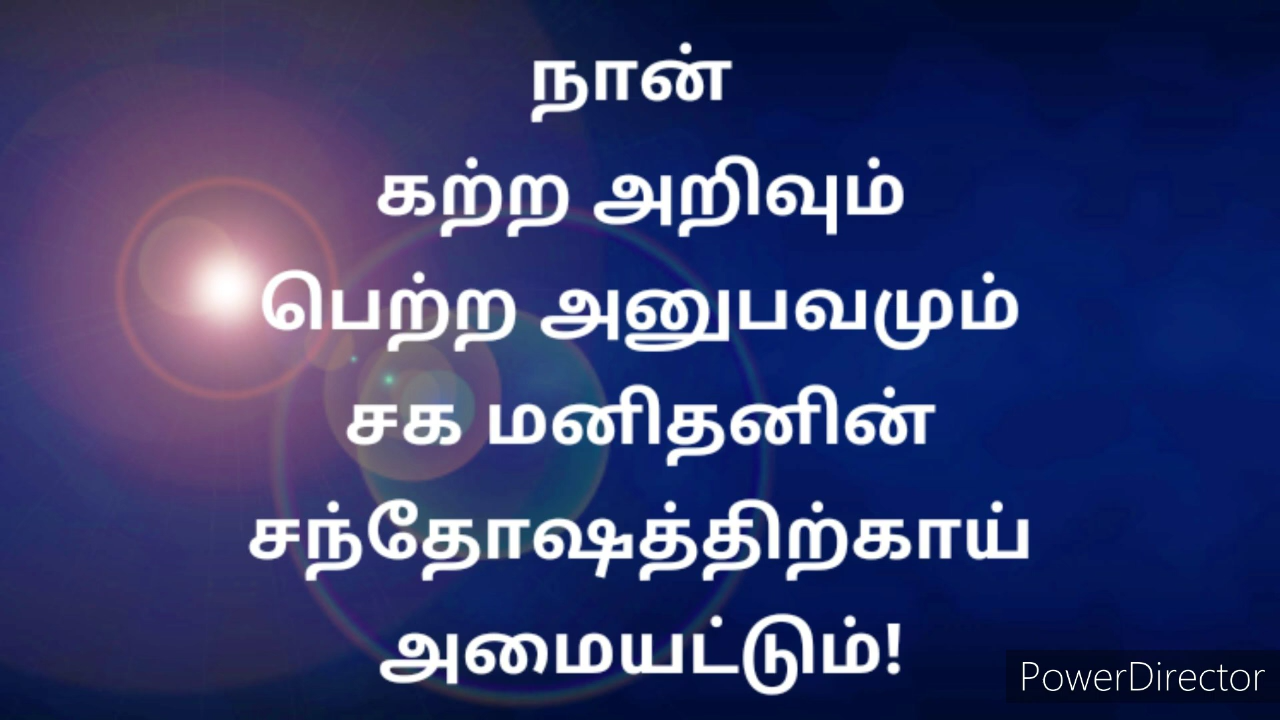 நான்
கற்ற அறிவும்
பெற்ற அனுபவமும்
சக மனிதனின்
சந்தோஷத்திற்காய்
அமையட்டும்!
PowerDirector